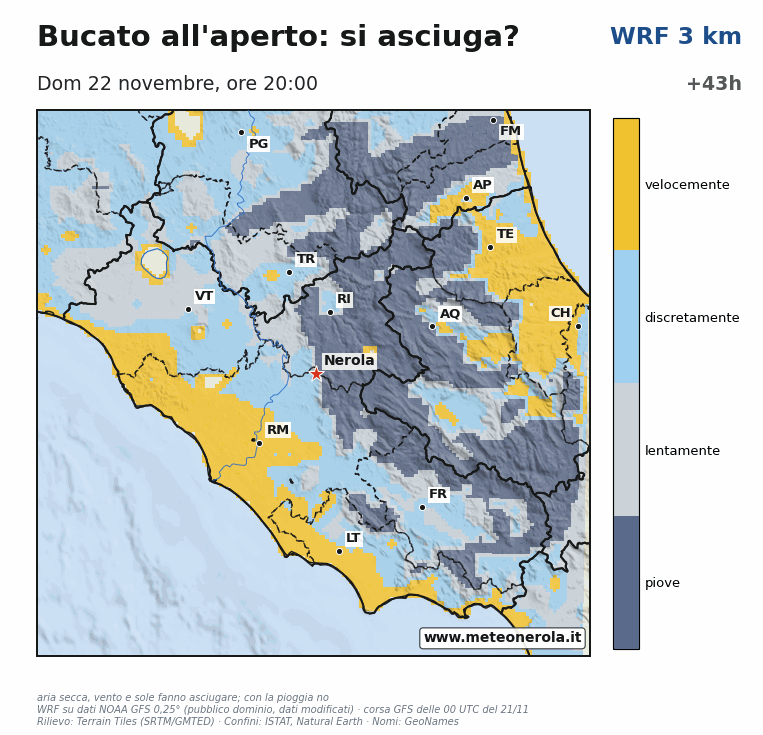 Bucato all'aperto: si asciuga?
WRF 3 km
Dom 22 novembre, ore 20:00
+43h
PG
FM
AP
TE
TR
VT
RI
AQ
CH
Nerola
RM
FR
LT
www.meteonerola.it
velocemente
discretamente
lentamente
piove
aria secca, vento e sole fanno asciugare; con la pioggia no
WRF su dati NOAA GFS 0,25° (pubblico dominio, dati modificati) · corsa GFS delle 00 UTC del 21/11
Rilievo: Terrain Tiles (SRTM/GMTED) · Confini: ISTAT, Natural Earth · Nomi: GeoNames